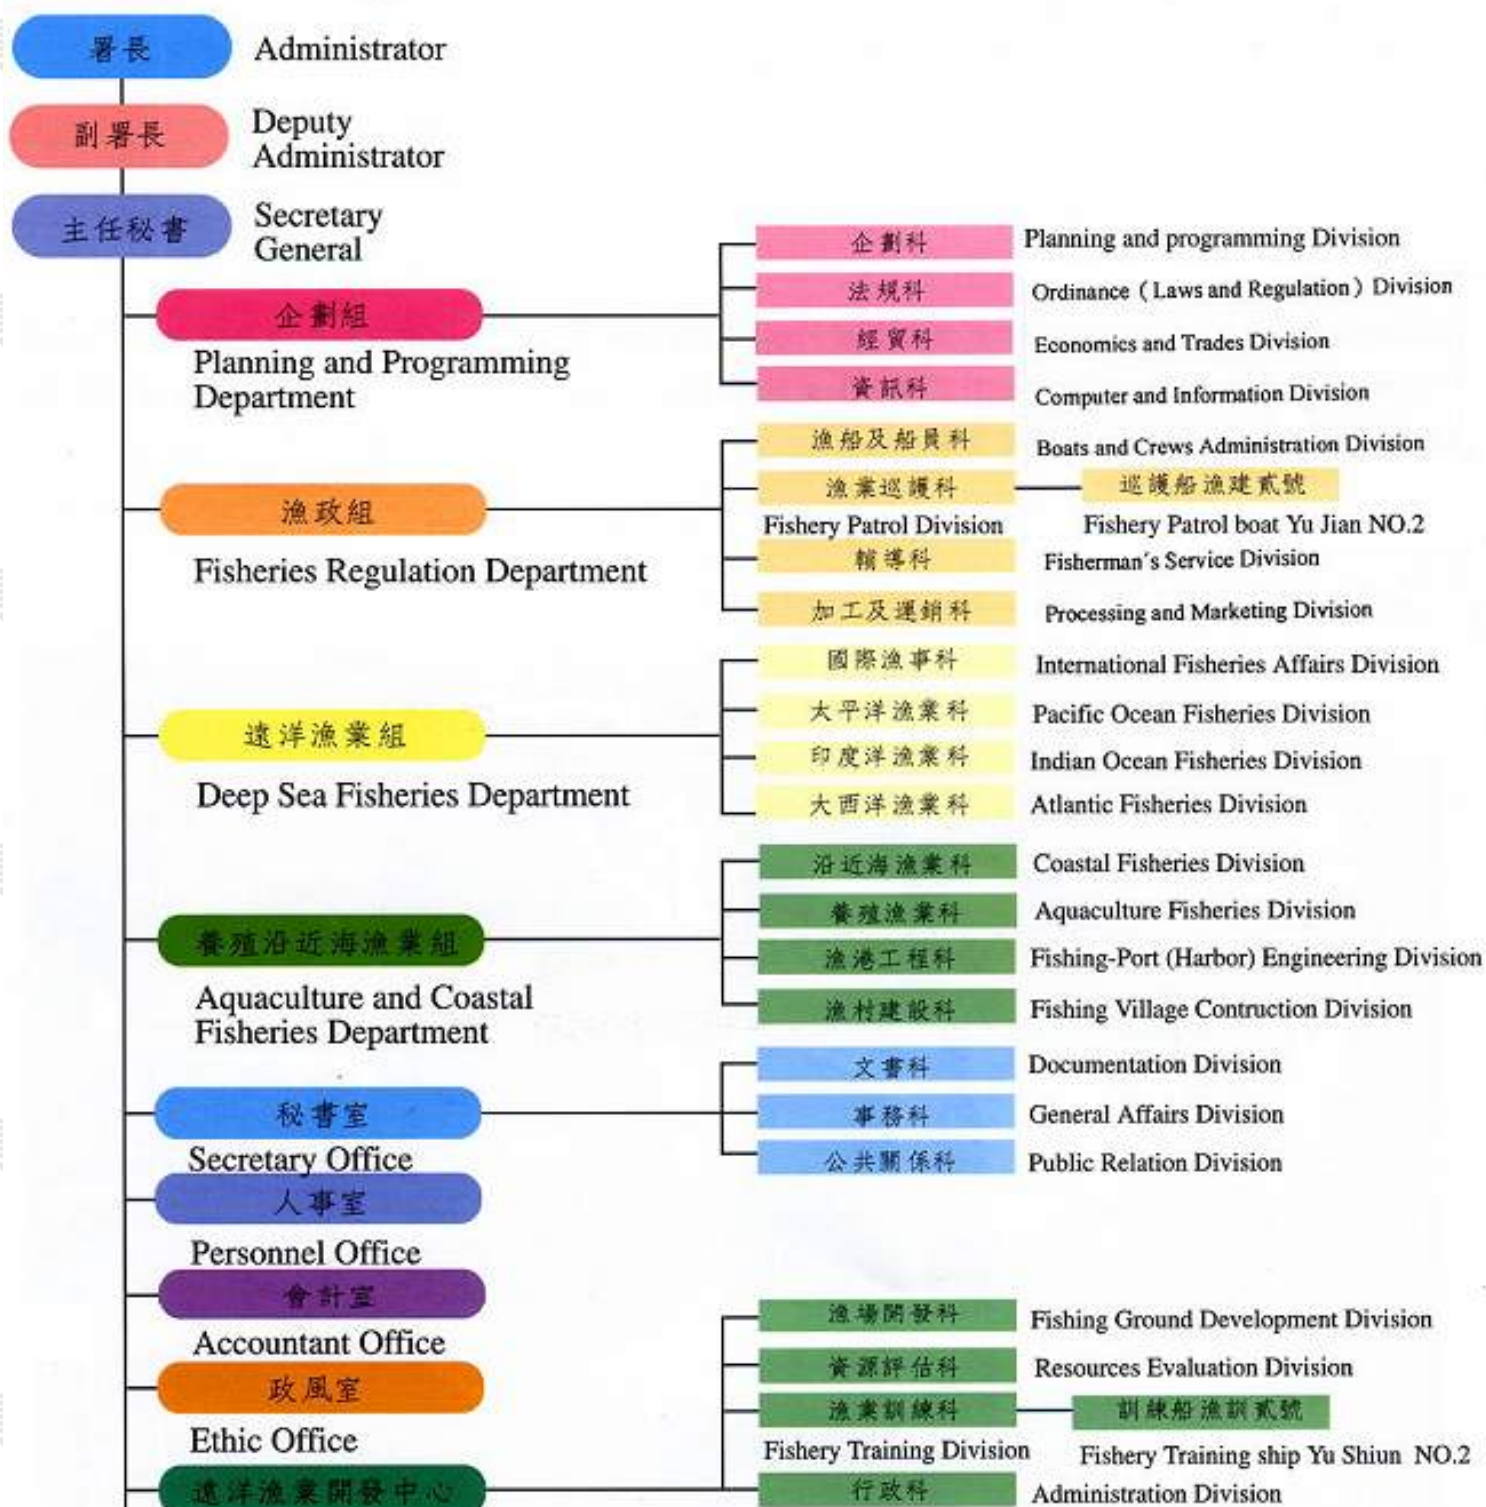 署長
Administrator
副署長
Deputy
Administrator
主任秘書
Secretary
General
企劃組
Planning and Programming
Department
企劃科
Planning and programming Division
法規科
Ordinance ( Laws and Regulation ) Division
經貿科
Economics and Trades Division
資訊科
Computer and Information Division
漁政組
Fisheries Regulation Department
漁船及船員科
Boats and Crews Administration Division
漁業巡護科
Fishery Patrol Division
巡護船漁建貳號
Fishery Patrol boat Yu Jian NO.2
輔導科
Fisherman´s Service Division
加工及運銷科
Processing and Marketing Division
遠洋漁業組
Deep Sea Fisheries Department
國際漁事科
International Fisheries Affairs Division
太平洋漁業科
Pacific Ocean Fisheries Division
印度洋漁業科
Indian Ocean Fisheries Division
大西洋漁業科
Atlantic Fisheries Division
養殖沿近海漁業組
Aquaculture and Coastal
Fisheries Department
沿近海漁業科
Coastal Fisheries Division
養殖漁業科
Aquaculture Fisheries Division
漁港工程科
Fishing-Port (Harbor) Engineering Division
漁村建設科
Fishing Village Contruction Division
秘書室
Secretary Office
文書科
Documentation Division
事務科
General Affairs Division
公共關係科
Public Relation Division
人事室
Personnel Office
會計室
Accountant Office
政風室
Ethic Office
遠洋漁業開發中心
漁場開發科
Fishing Ground Development Division
資源評估科
Resources Evaluation Division
漁業訓練科
Fishery Training Division
訓練船漁訓貳號
Fishery Training ship Yu Shiun NO.2
行政科
Administration Division